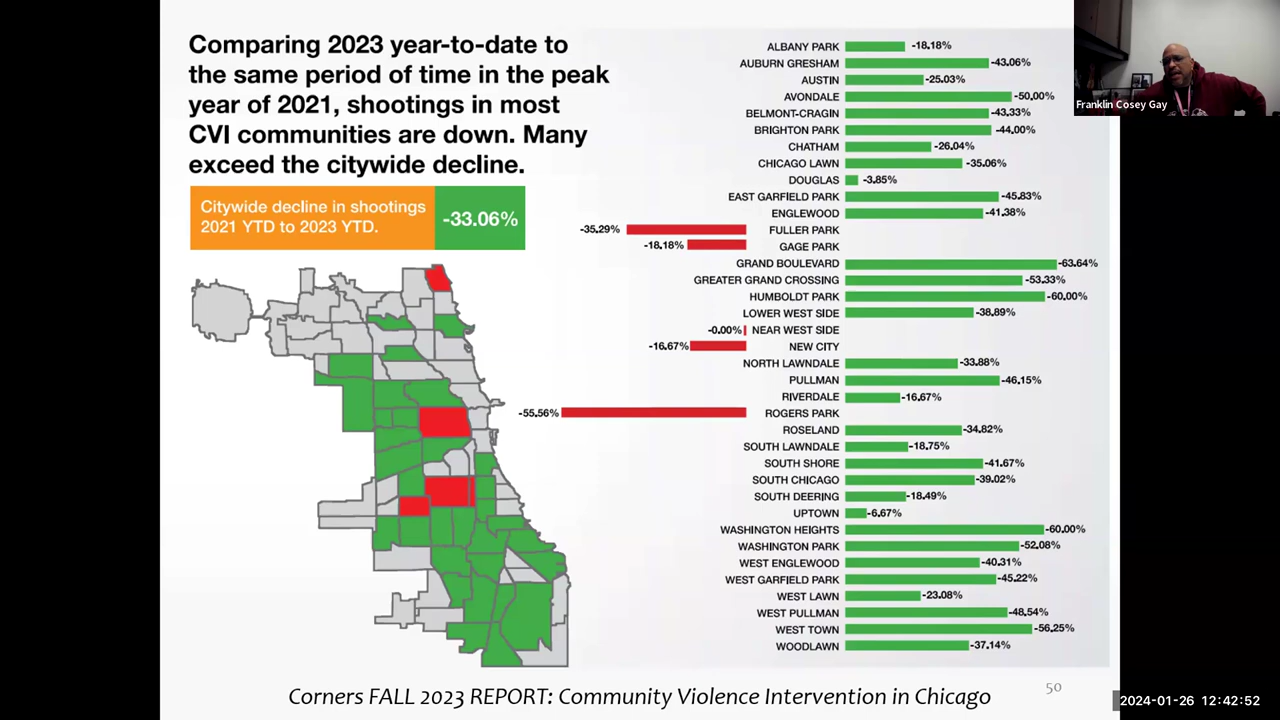 Comparing 2023 year-to-date to
the same period of time in the peak
year of 2021, shootings in most
CVI communities are down. Many
exceed the citywide decline.
Citywide decline in shootings
2021 YTD to 2023 YTD.
-33.06%
ALBANY PARK -18.18%
AUBURN GRESHAM -43.06%
AUSTIN -25.03%
AVONDALE -50.00%
BELMONT-CRAGIN -43.33%
BRIGHTON PARK -44.00%
CHATHAM -26.04%
CHICAGO LAWN -35.06%
DOUGLAS -3.85%
EAST GARFIELD PARK -45.83%
ENGLEWOOD -41.38%
-35.29% FULLER PARK
-18.18% GAGE PARK
GRAND BOULEVARD -63.64%
GREATER GRAND CROSSING -53.33%
HUMBOLDT PARK -60.00%
LOWER WEST SIDE -38.89%
-0.00% NEAR WEST SIDE
-16.67% NEW CITY
NORTH LAWNDALE -33.88%
PULLMAN -46.15%
RIVERDALE -16.67%
-55.56% ROGERS PARK
ROSELAND -34.82%
SOUTH LAWNDALE -18.75%
SOUTH SHORE -41.67%
SOUTH CHICAGO -39.02%
SOUTH DEERING -18.49%
UPTOWN -6.67%
WASHINGTON HEIGHTS -60.00%
WASHINGTON PARK -52.08%
WEST ENGLEWOOD -40.31%
WEST GARFIELD PARK -45.22%
WEST LAWN -23.08%
WEST PULLMAN -48.54%
WEST TOWN -56.25%
WOODLAWN -37.14%
Franklin Cosey Gay
Corners FALL 2023 REPORT: Community Violence Intervention in Chicago
50
2024-01-26 12:42:52